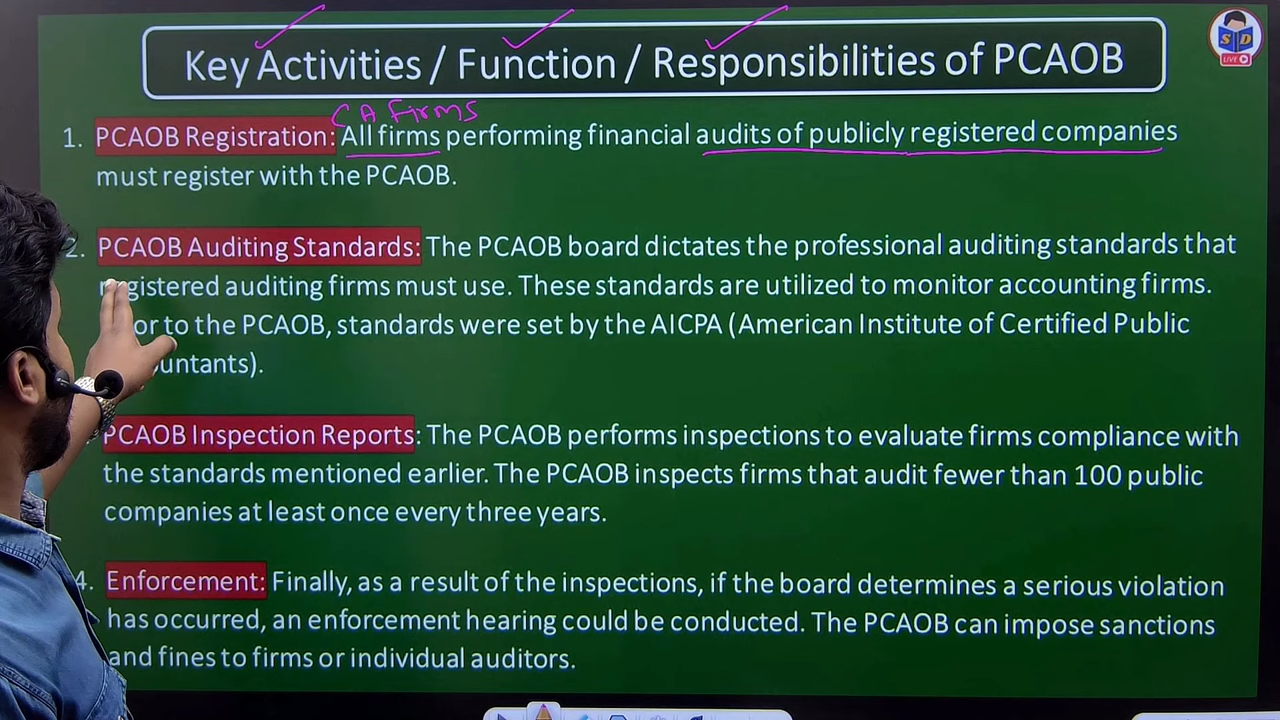 Key Activities / Function / Responsibilities of PCAOB
S D
LIVE
CA Firms
1. PCAOB Registration: All firms performing financial audits of publicly registered companies
must register with the PCAOB.
2. PCAOB Auditing Standards: The PCAOB board dictates the professional auditing standards that
registered auditing firms must use. These standards are utilized to monitor accounting firms.
or to the PCAOB, standards were set by the AICPA (American Institute of Certified Public
untants).
PCAOB Inspection Reports: The PCAOB performs inspections to evaluate firms compliance with
the standards mentioned earlier. The PCAOB inspects firms that audit fewer than 100 public
companies at least once every three years.
4. Enforcement: Finally, as a result of the inspections, if the board determines a serious violation
has occurred, an enforcement hearing could be conducted. The PCAOB can impose sanctions
and fines to firms or individual auditors.